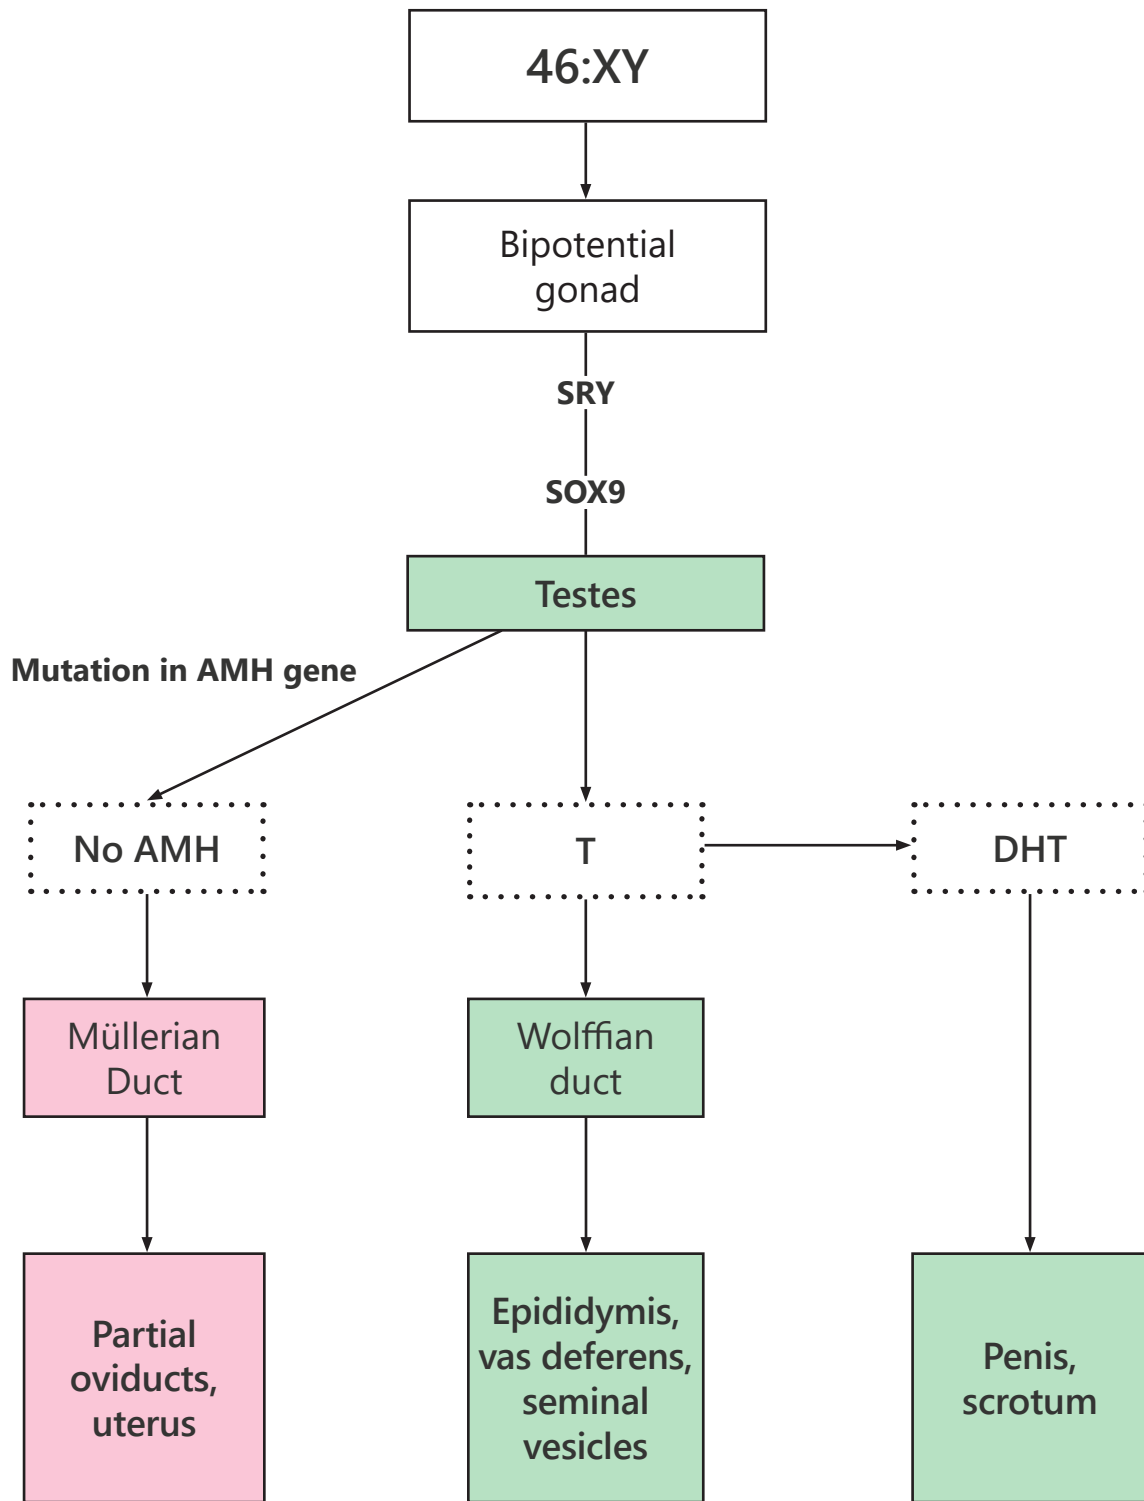 46:XY
Bipotential
gonad
SRY
SOX9
Testes
Mutation in AMH gene
No AMH
T
DHT
Müllerian
Duct
Wolffian
duct
Partial
oviducts,
uterus
Epididymis,
vas deferens,
seminal
vesicles
Penis,
scrotum